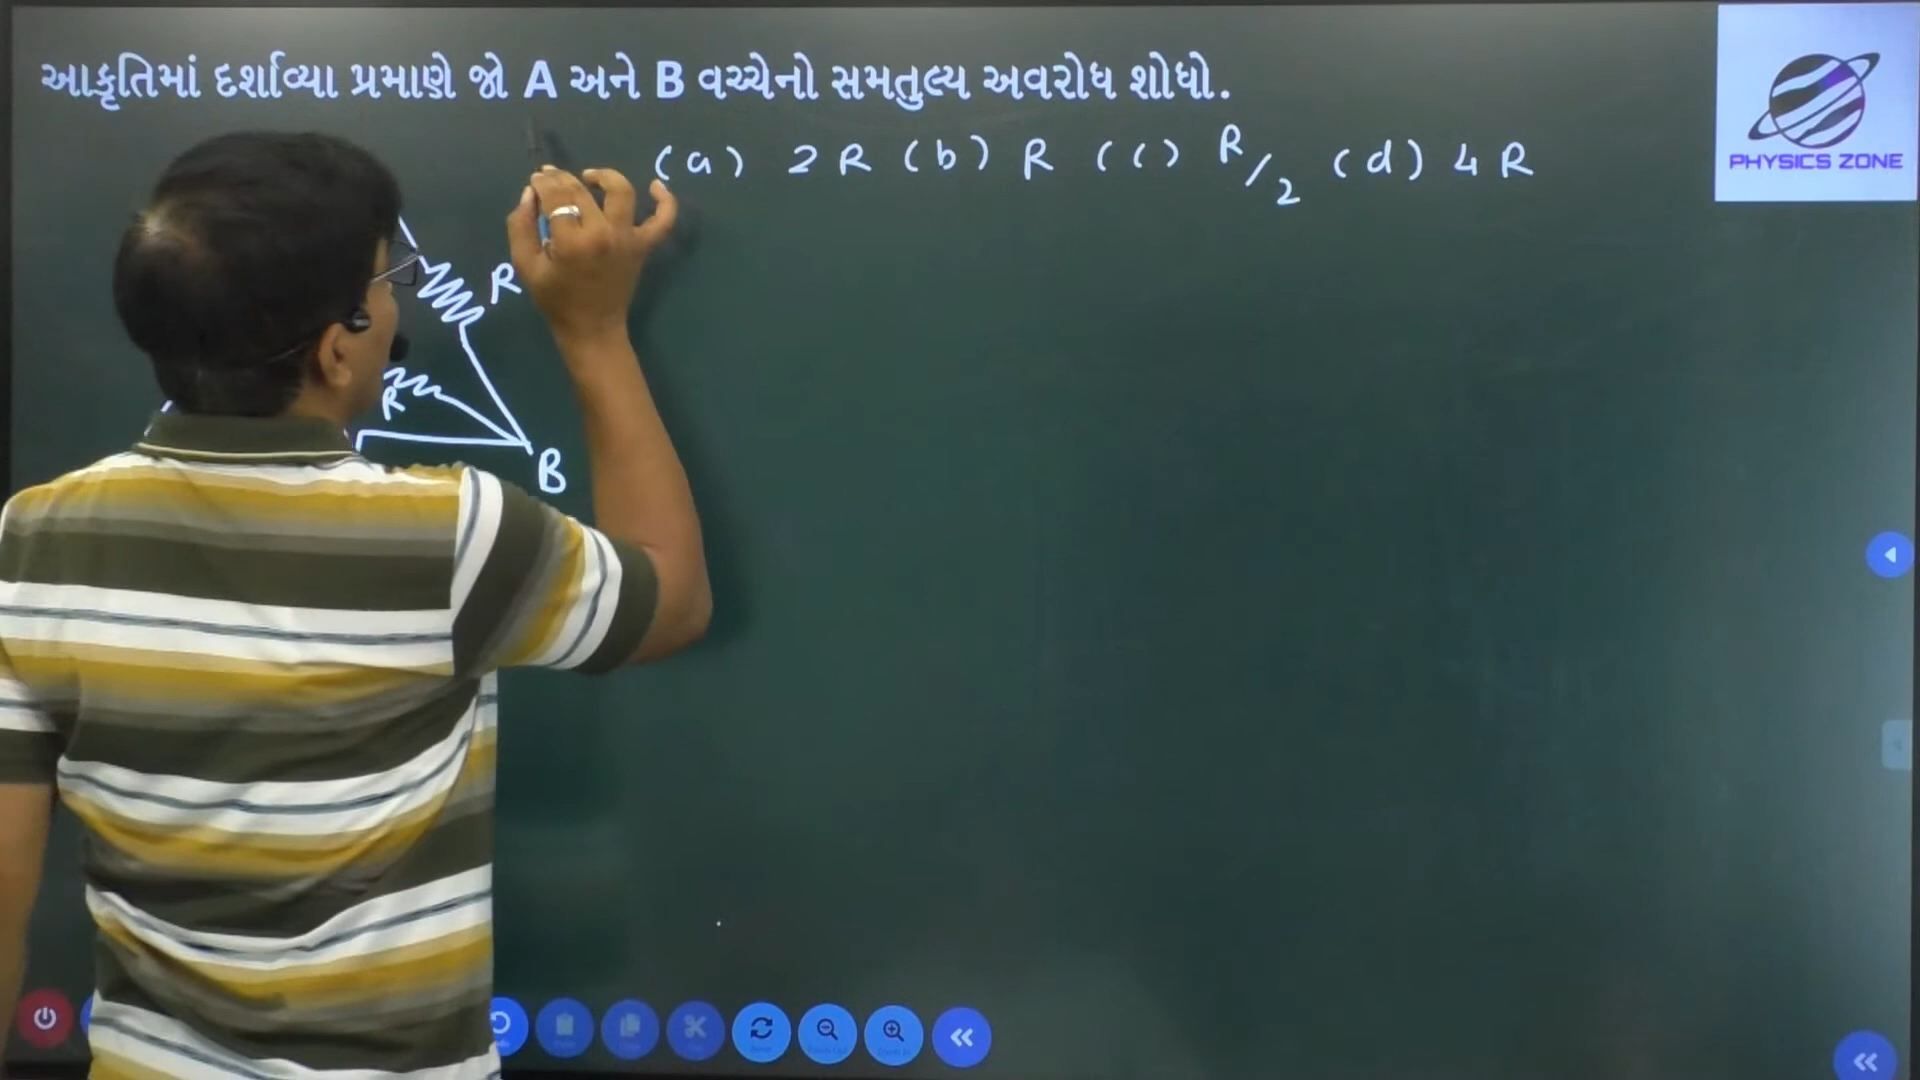 આકૃતિમાં દર્શાવ્યા પ્રમાણે જો A અને B વચ્ચેનો સમતુલ્ય અવરોધ શોધો.
(a) 2R (b) R (c) R/2 (d) 4R
PHYSICS ZONE
R
R
B